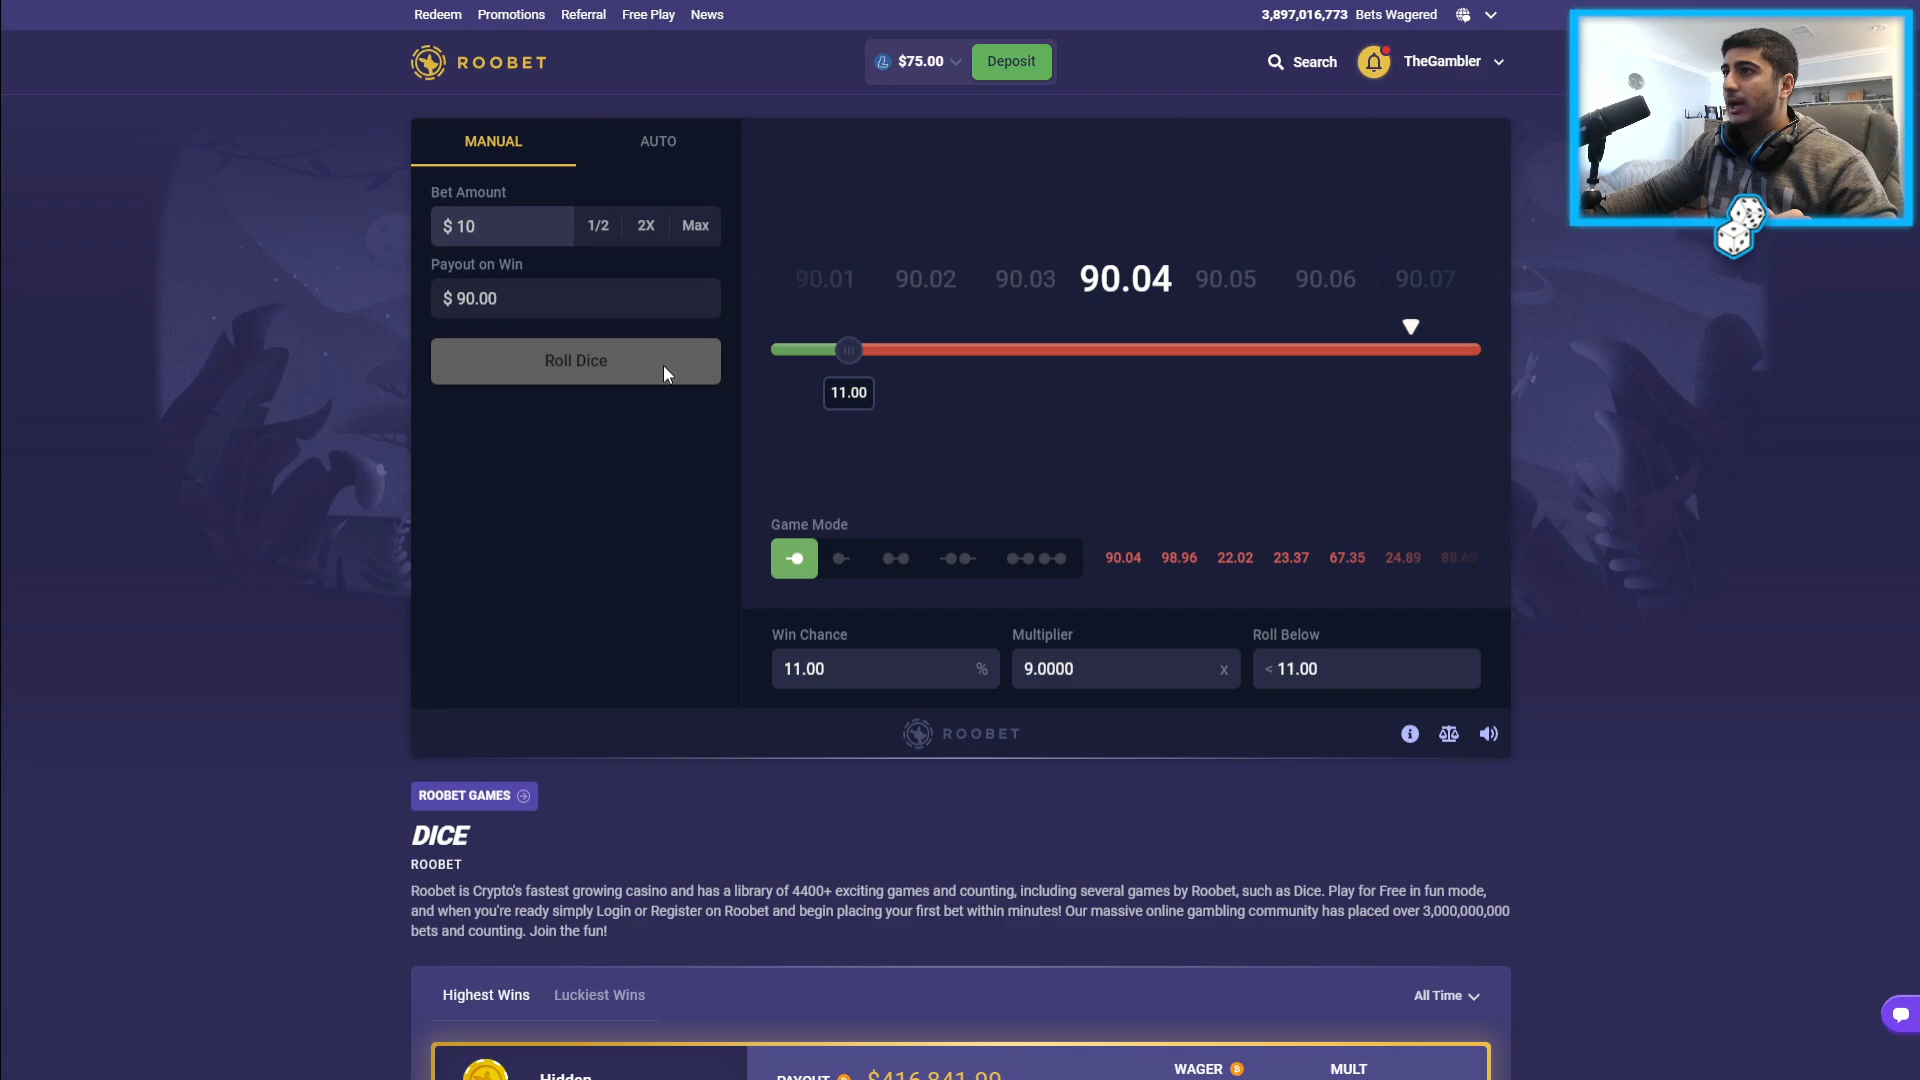 Redeem Promotions Referral Free Play News 3,897,016,773 Bets Wagered
ROOBET $75.00 Deposit Search TheGambler
MANUAL AUTO
Bet Amount
$ 10 1/2 2X Max
Payout on Win
$ 90.00
Roll Dice
90.01 90.02 90.03 90.04 90.05 90.06 90.07
11.00
Game Mode
90.04 98.96 22.02 23.37 67.35 24.89 88.69
Win Chance Multiplier Roll Below
11.00 % 9.0000 x < 11.00
ROOBET
ROOBET GAMES
DICE
ROOBET
Roobet is Crypto's fastest growing casino and has a library of 4400+ exciting games and counting, including several games by Roobet, such as Dice. Play for Free in fun mode,
and when you're ready simply Login or Register on Roobet and begin placing your first bet within minutes! Our massive online gambling community has placed over 3,000,000,000
bets and counting. Join the fun!
Highest Wins Luckiest Wins All Time
Hidden PAYOUT $416,841.99 WAGER MULT